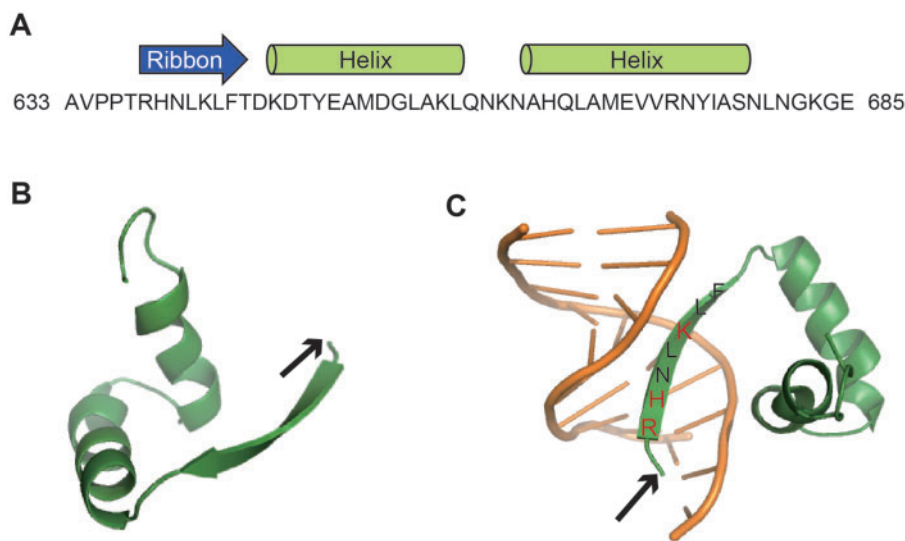 A
Ribbon Helix Helix
633 AVPPTRHNLKLFTDKDTYEAMDGLAKLQNKNAHQLAMEVVRNYIASNLNGKGE 685
B
C
F
L
K
L
N
H
R